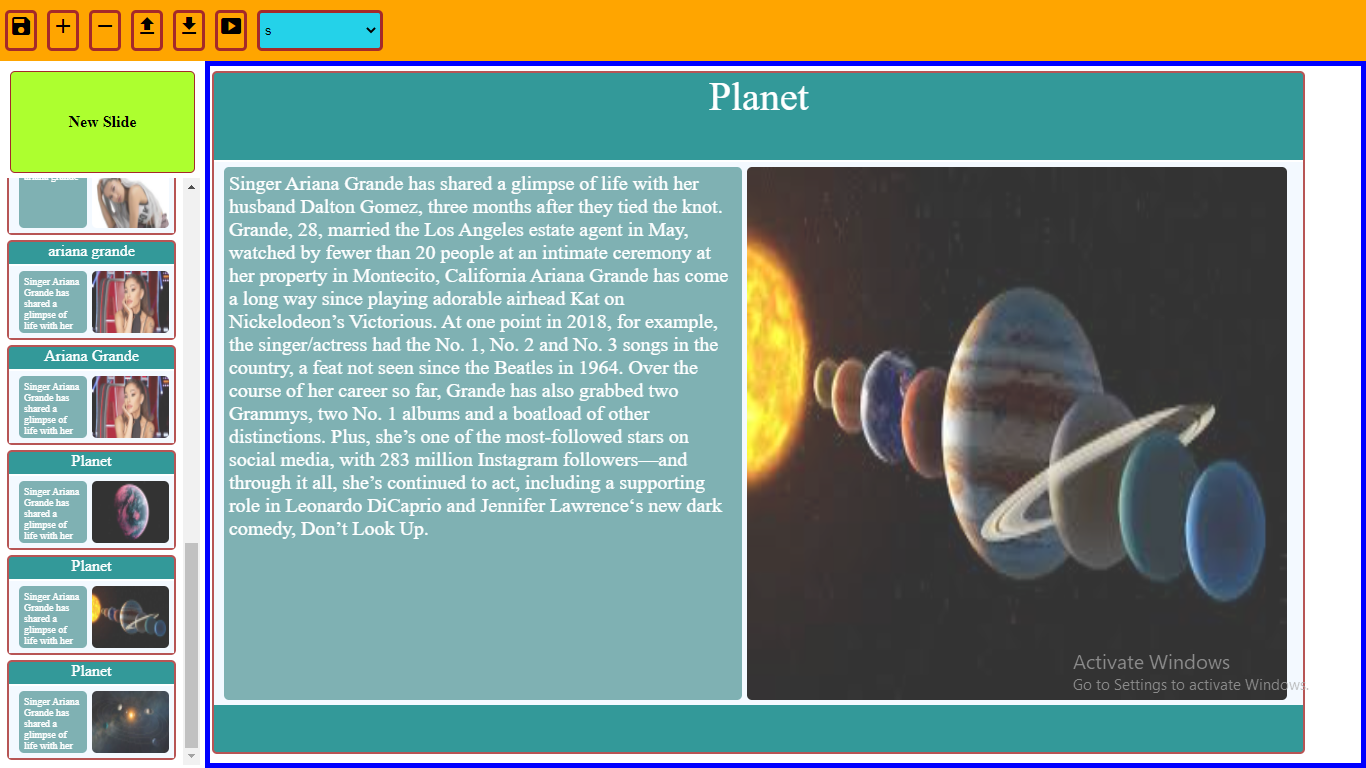 s
New Slide
ariana grande
Singer Ariana
Grande has
shared a
glimpse of
life with her
Ariana Grande
Singer Ariana
Grande has
shared a
glimpse of
life with her
Planet
Singer Ariana
Grande has
shared a
glimpse of
life with her
Planet
Singer Ariana
Grande has
shared a
glimpse of
life with her
Planet
Singer Ariana
Grande has
shared a
glimpse of
life with her
Planet
Singer Ariana Grande has shared a glimpse of life with her
husband Dalton Gomez, three months after they tied the knot.
Grande, 28, married the Los Angeles estate agent in May,
watched by fewer than 20 people at an intimate ceremony at
her property in Montecito, California Ariana Grande has come
a long way since playing adorable airhead Kat on
Nickelodeon’s Victorious. At one point in 2018, for example,
the singer/actress had the No. 1, No. 2 and No. 3 songs in the
country, a feat not seen since the Beatles in 1964. Over the
course of her career so far, Grande has also grabbed two
Grammys, two No. 1 albums and a boatload of other
distinctions. Plus, she’s one of the most-followed stars on
social media, with 283 million Instagram followers—and
through it all, she’s continued to act, including a supporting
role in Leonardo DiCaprio and Jennifer Lawrence‘s new dark
comedy, Don’t Look Up.
Activate Windows
Go to Settings to activate Windows.